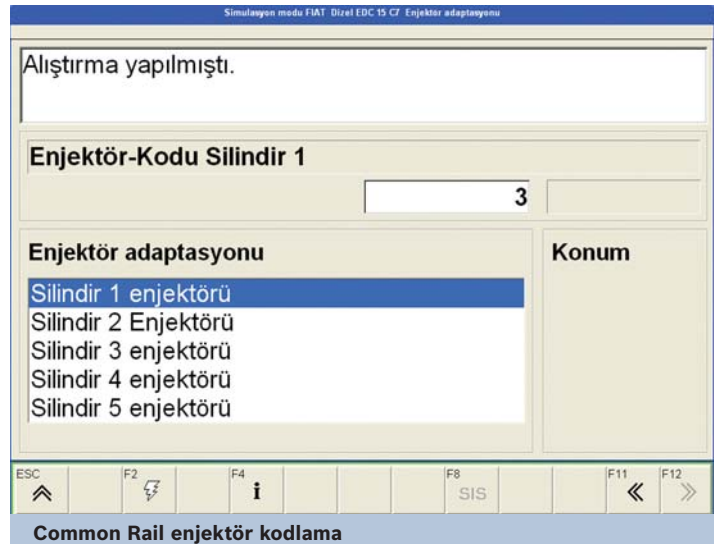 Simulasyon modu FIAT Dizel EDC 15 C7 Enjektör adaptasyonu
Alıştırma yapılmıştı.
Enjektör-Kodu Silindir 1
3
Enjektör adaptasyonu
Konum
Silindir 1 enjektörü
Silindir 2 Enjektörü
Silindir 3 enjektörü
Silindir 4 enjektörü
Silindir 5 enjektörü
ESC F2 F4 F8 F11 F12
i SIS
Common Rail enjektör kodlama